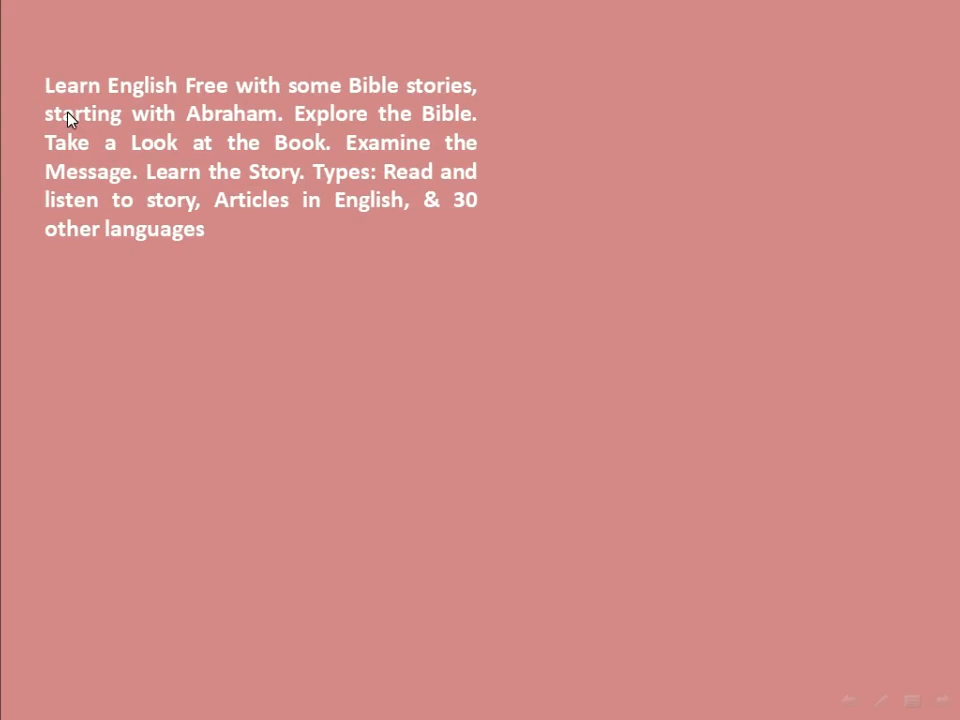 Learn English Free with some Bible stories,
starting with Abraham. Explore the Bible.
Take a Look at the Book. Examine the
Message. Learn the Story. Types: Read and
listen to story, Articles in English, & 30
other languages